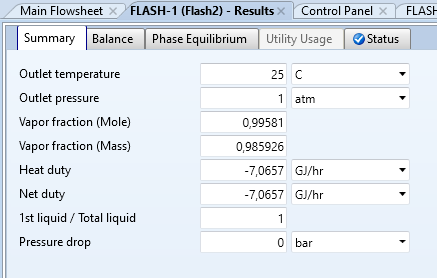 Main Flowsheet × FLASH-1 (Flash2) - Results × Control Panel × FLASH
Summary Balance Phase Equilibrium Utility Usage Status
Outlet temperature 25 C
Outlet pressure 1 atm
Vapor fraction (Mole) 0,99581
Vapor fraction (Mass) 0,985926
Heat duty -7,0657 GJ/hr
Net duty -7,0657 GJ/hr
1st liquid / Total liquid 1
Pressure drop 0 bar